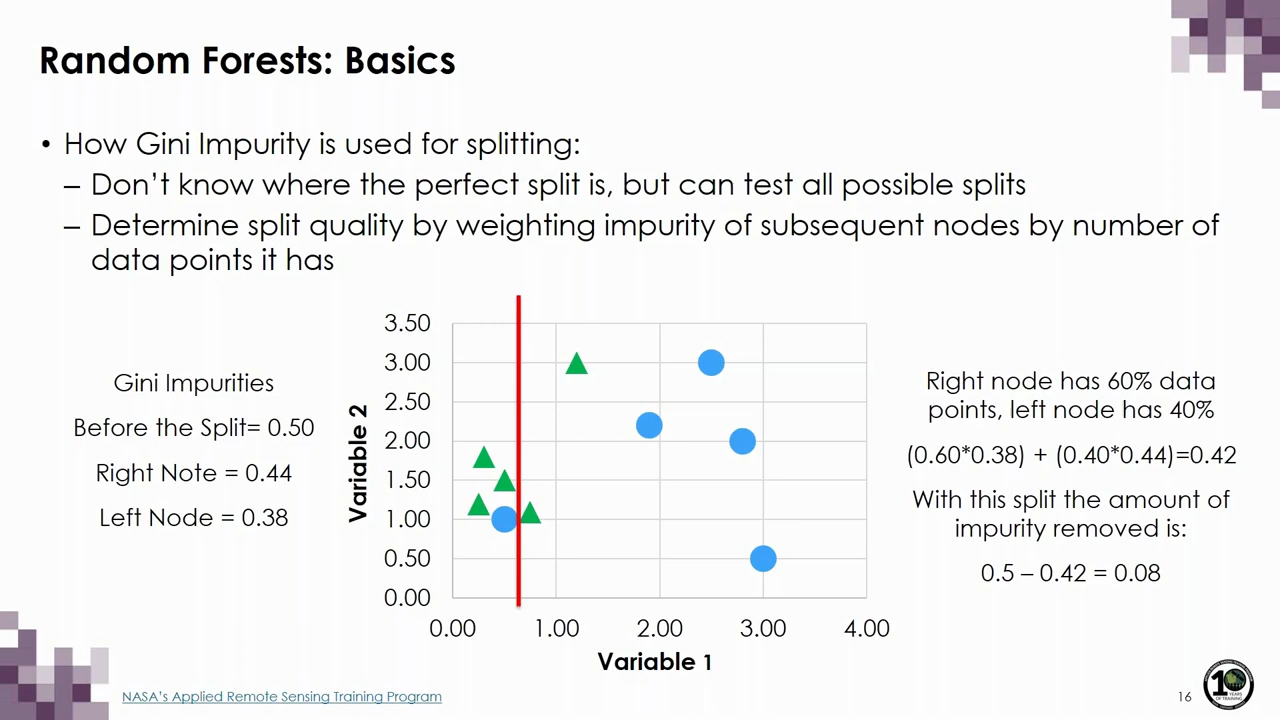 Random Forests: Basics
• How Gini Impurity is used for splitting:
– Don't know where the perfect split is, but can test all possible splits
– Determine split quality by weighting impurity of subsequent nodes by number of
data points it has
Gini Impurities
Before the Split= 0.50
Right Note = 0.44
Left Node = 0.38
Variable 2
3.50
3.00
2.50
2.00
1.50
1.00
0.50
0.00
0.00 1.00 2.00 3.00 4.00
Variable 1
Right node has 60% data
points, left node has 40%
(0.60*0.38) + (0.40*0.44)=0.42
With this split the amount of
impurity removed is:
0.5 – 0.42 = 0.08
NASA's Applied Remote Sensing Training Program
16
10
YEARS
OF TRAINING